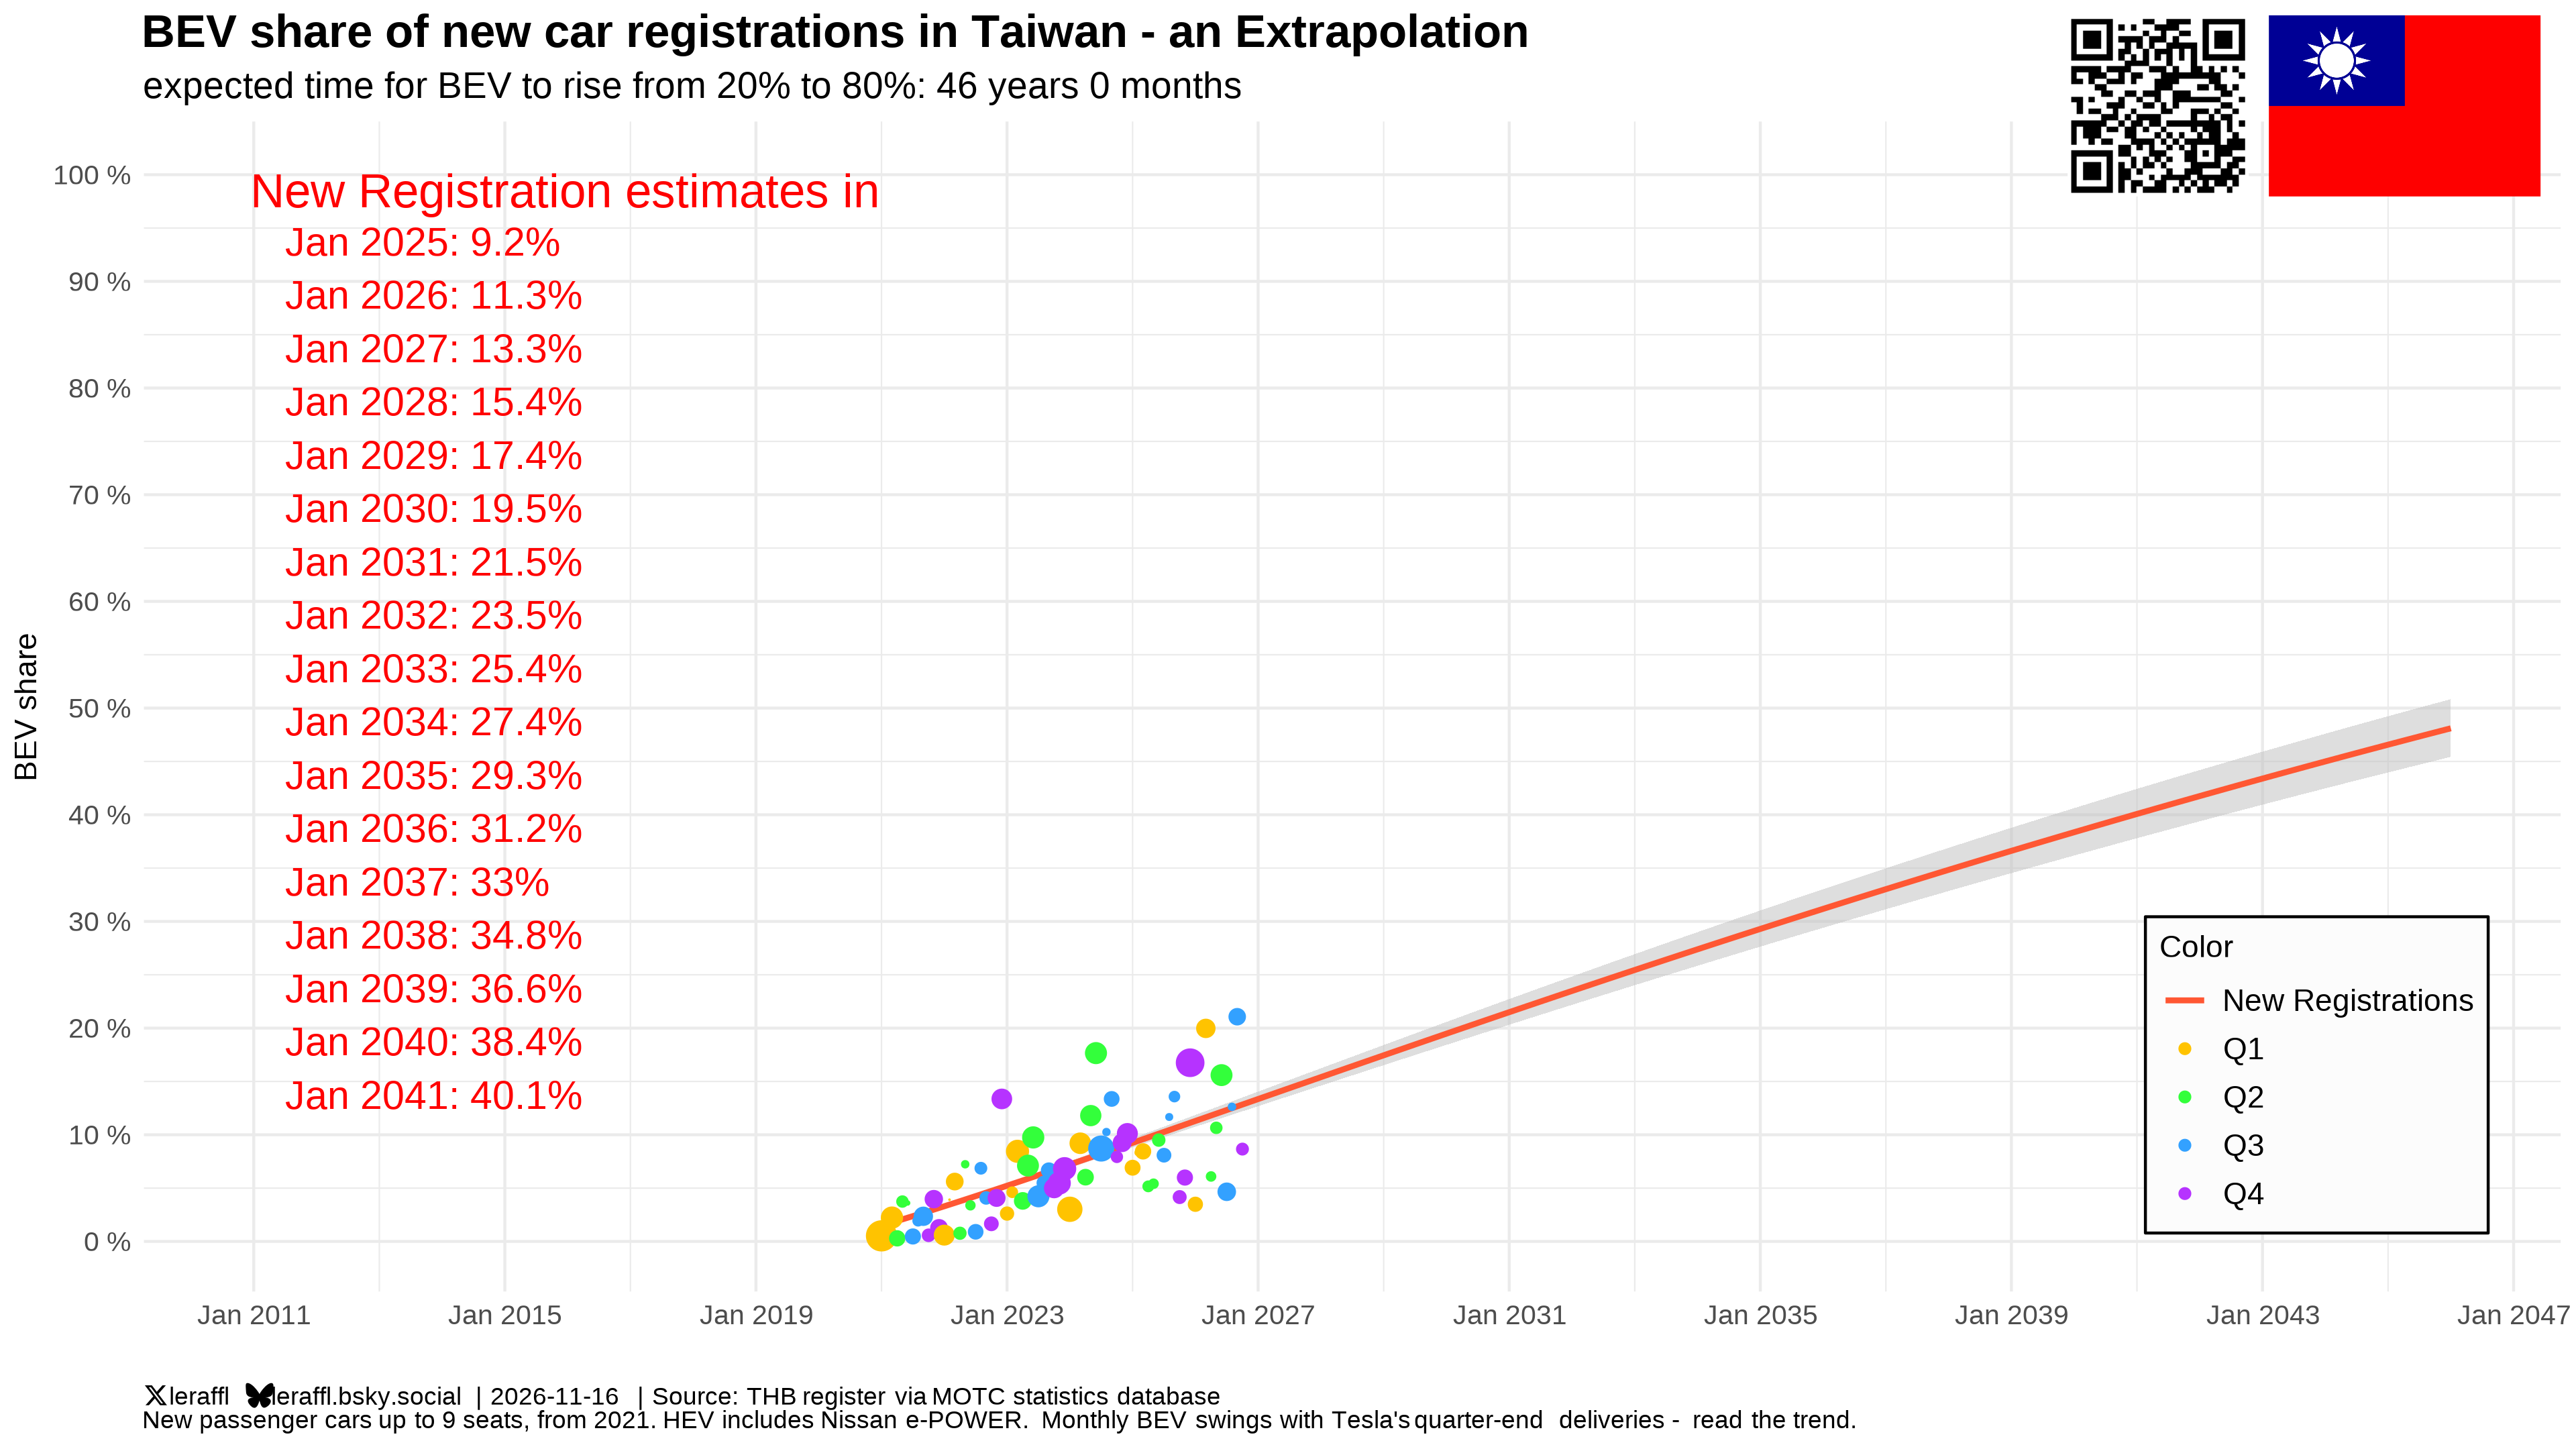 BEV share of new car registrations in Taiwan - an Extrapolation
expected time for BEV to rise from 20% to 80%: 46 years 0 months
100 %
90 %
80 %
70 %
60 %
50 %
40 %
30 %
20 %
10 %
0 %
BEV share
New Registration estimates in
Jan 2025: 9.2%
Jan 2026: 11.3%
Jan 2027: 13.3%
Jan 2028: 15.4%
Jan 2029: 17.4%
Jan 2030: 19.5%
Jan 2031: 21.5%
Jan 2032: 23.5%
Jan 2033: 25.4%
Jan 2034: 27.4%
Jan 2035: 29.3%
Jan 2036: 31.2%
Jan 2037: 33%
Jan 2038: 34.8%
Jan 2039: 36.6%
Jan 2040: 38.4%
Jan 2041: 40.1%
Color
New Registrations
Q1
Q2
Q3
Q4
Jan 2011 Jan 2015 Jan 2019 Jan 2023 Jan 2027 Jan 2031 Jan 2035 Jan 2039 Jan 2043 Jan 2047
leraffl leraffl.bsky.social | 2026-11-16 | Source: THB register via MOTC statistics database
New passenger cars up to 9 seats, from 2021. HEV includes Nissan e-POWER. Monthly BEV swings with Tesla's quarter-end deliveries - read the trend.